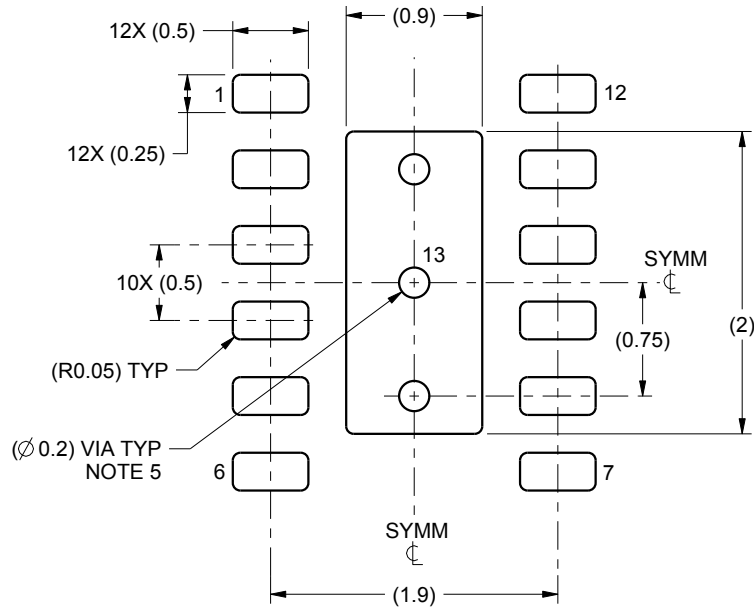 12X (0.5)
(0.9)
1
12
12X (0.25)
13
SYMM
℄
10X (0.5)
(0.75)
(2)
(R0.05) TYP
(∅ 0.2) VIA TYP
NOTE 5
6
7
SYMM
℄
(1.9)